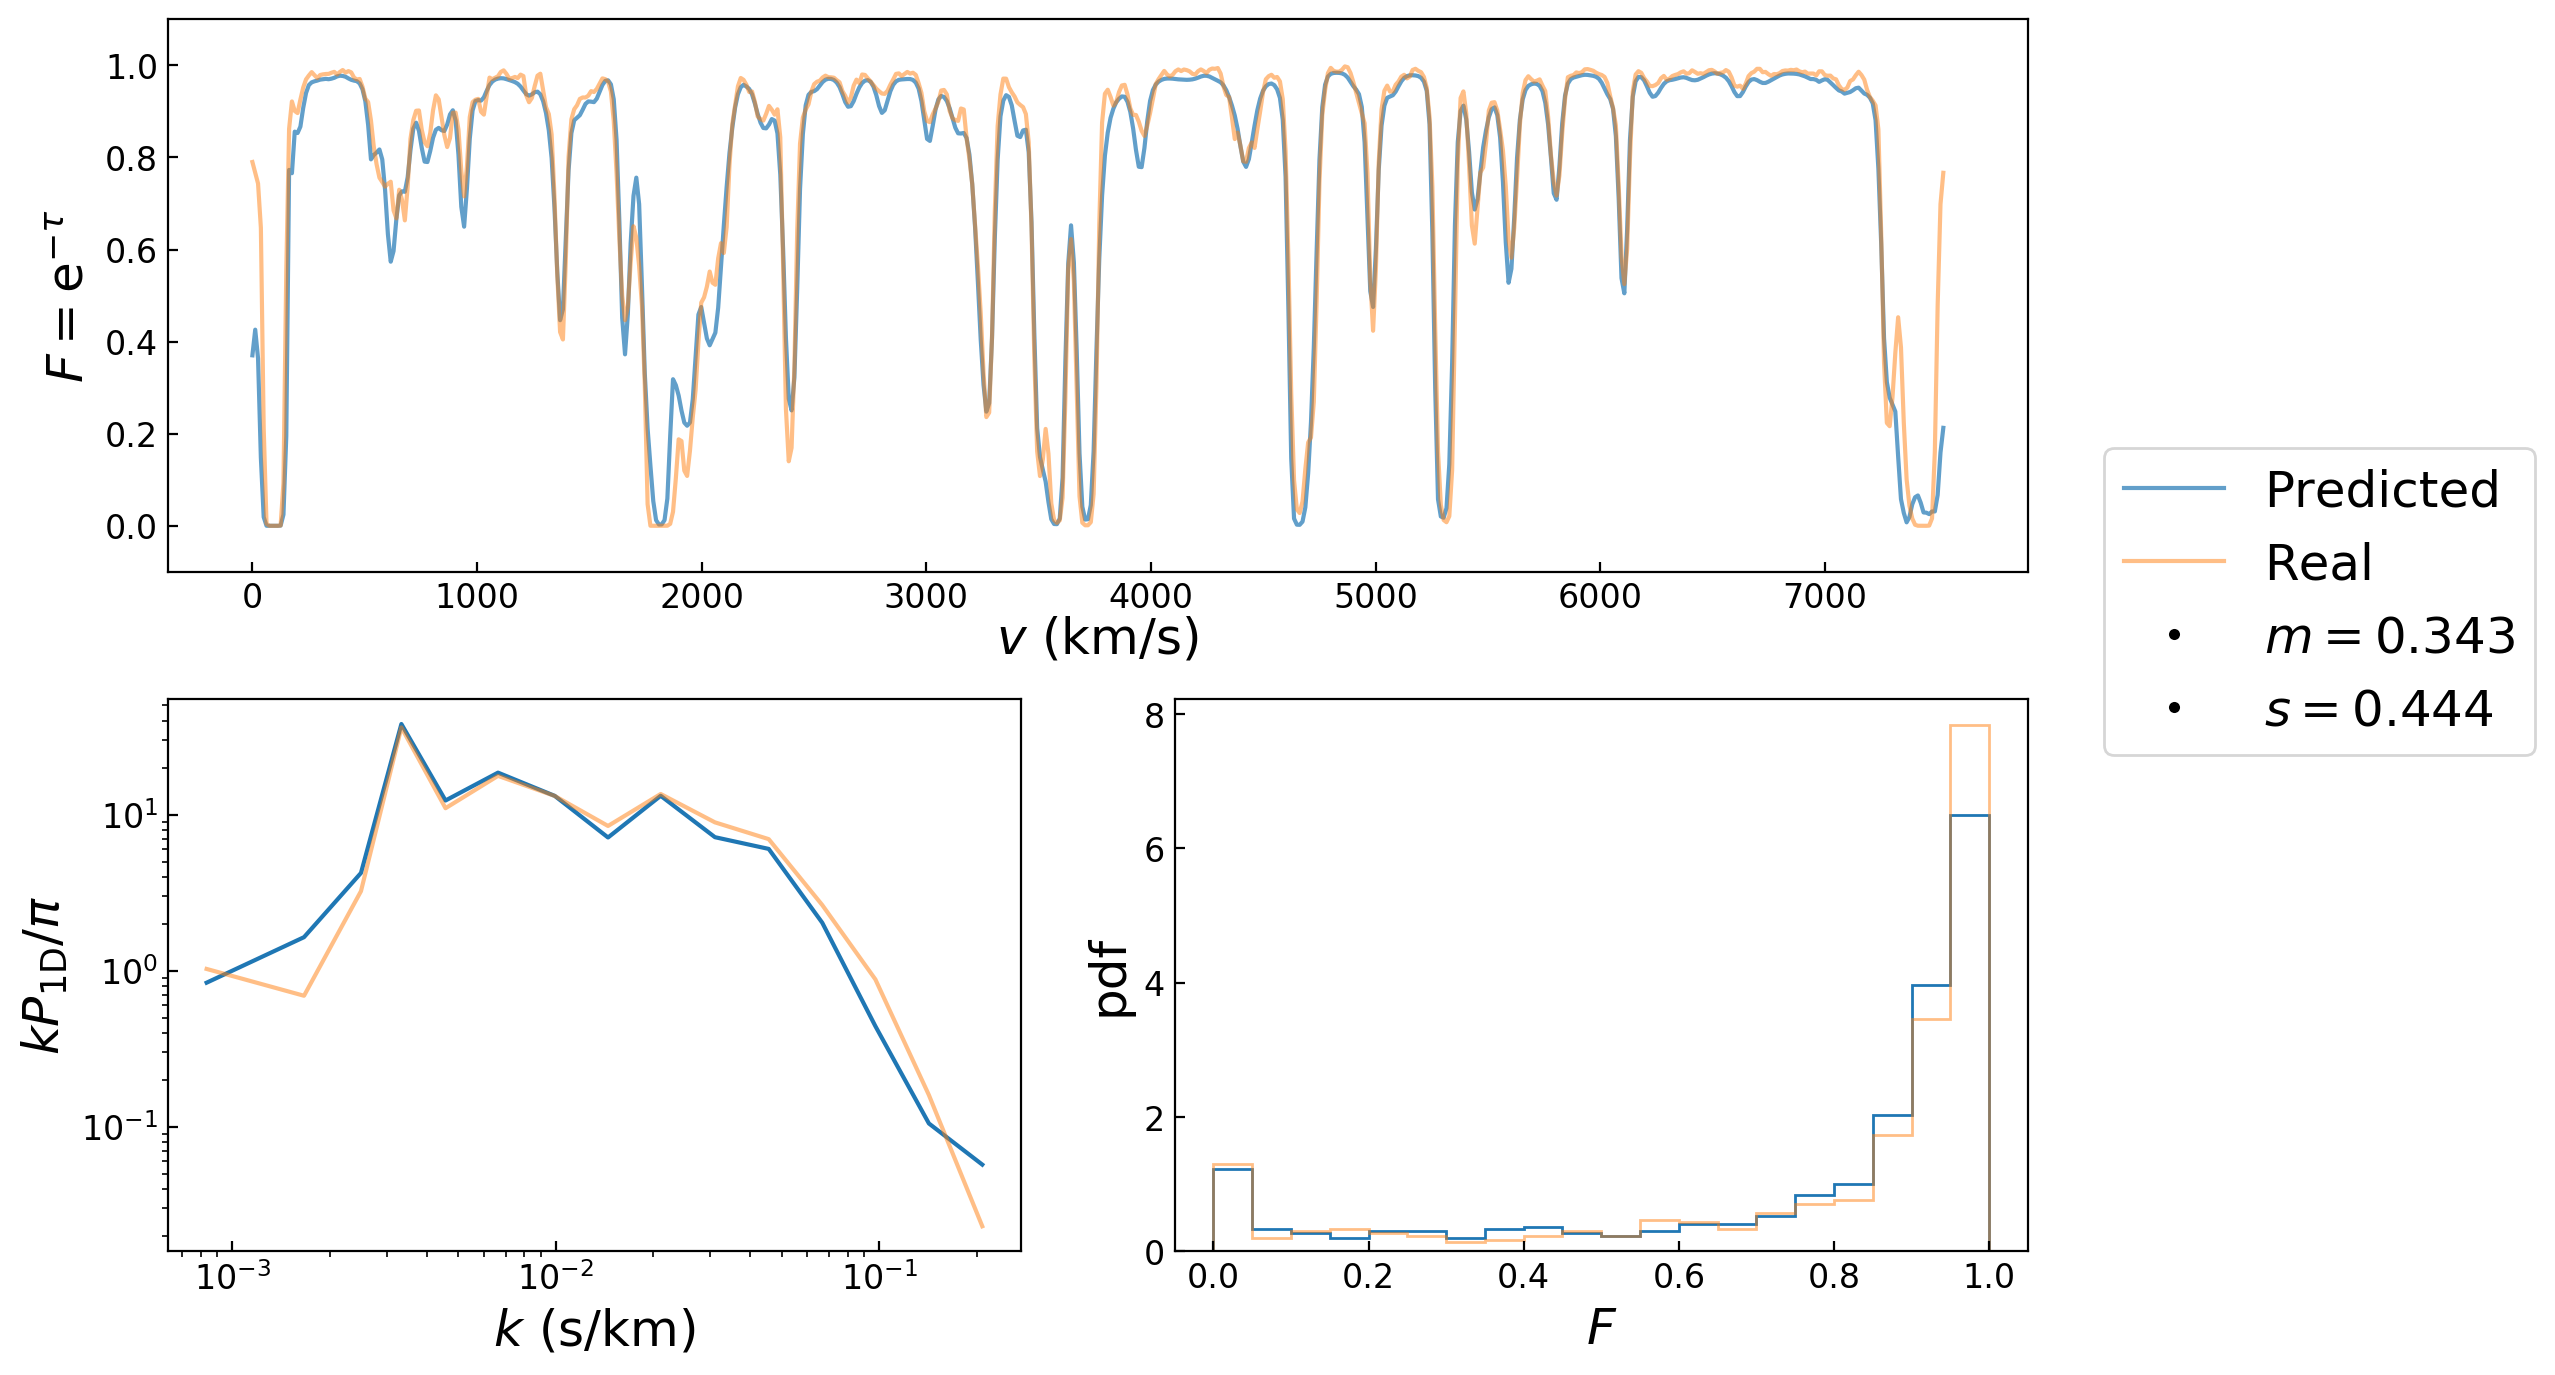 1.0
0.8
0.6
0.4
0.2
0.0
F = e^{-τ}
0 1000 2000 3000 4000 5000 6000 7000
v (km/s)
Predicted
Real
m = 0.343
s = 0.444
10^1
10^0
10^{-1}
kP_{1D}/π
10^{-3} 10^{-2} 10^{-1}
k (s/km)
8
6
4
2
0
pdf
0.0 0.2 0.4 0.6 0.8 1.0
F